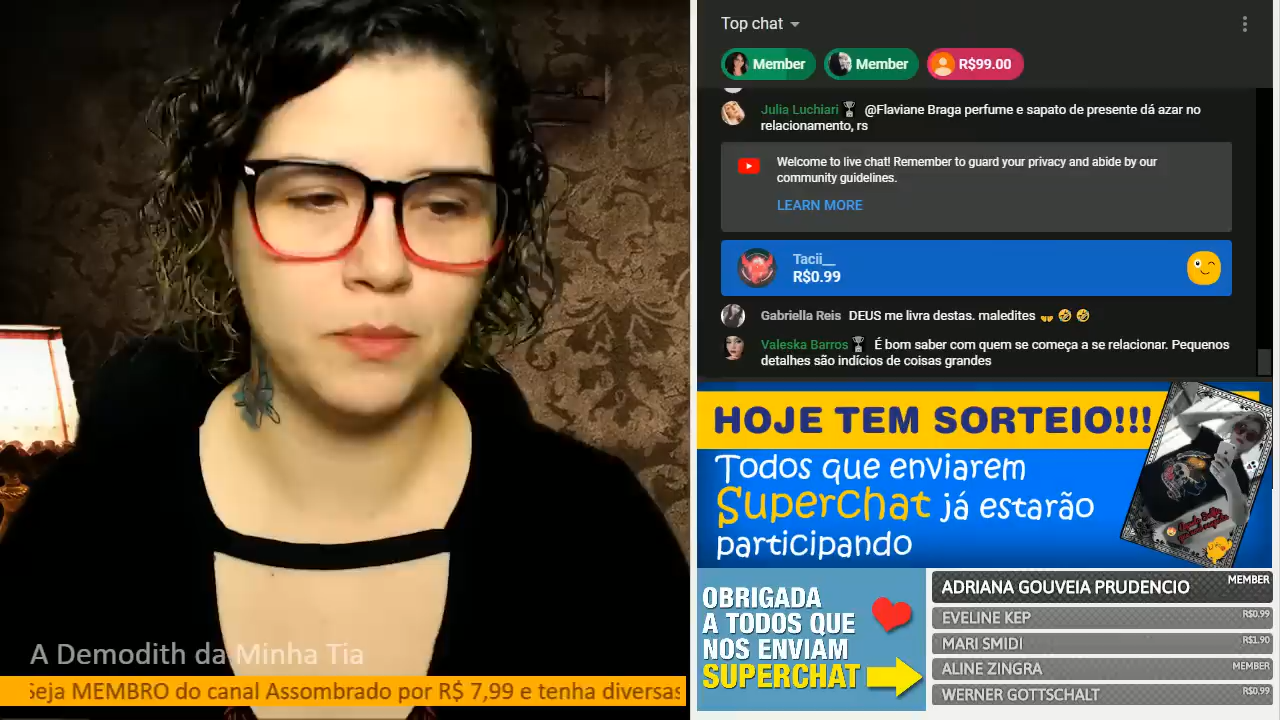 Top chat
Member
Member
R$99.00
Julia Luchiari @Flaviane Braga perfume e sapato de presente dá azar no
relacionamento, rs
Welcome to live chat! Remember to guard your privacy and abide by our
community guidelines.
LEARN MORE
Tacii__
R$0.99
Gabriella Reis DEUS me livra destas. maledites
Valeska Barros É bom saber com quem se começa a se relacionar. Pequenos
detalhes são indícios de coisas grandes
HOJE TEM SORTEIO!!!
Todos que enviarem
Superchat já estarão
participando
OBRIGADA
A TODOS QUE
NOS ENVIAM
SUPERCHAT
ADRIANA GOUVEIA PRUDENCIO MEMBER
EVELINE KEP R$0.99
MARI SMIDI R$1.90
ALINE ZINGRA MEMBER
WERNER GOTTSCHALT R$0.99
A Demodith da Minha Tia
Seja MEMBRO do canal Assombrado por R$ 7,99 e tenha diversas